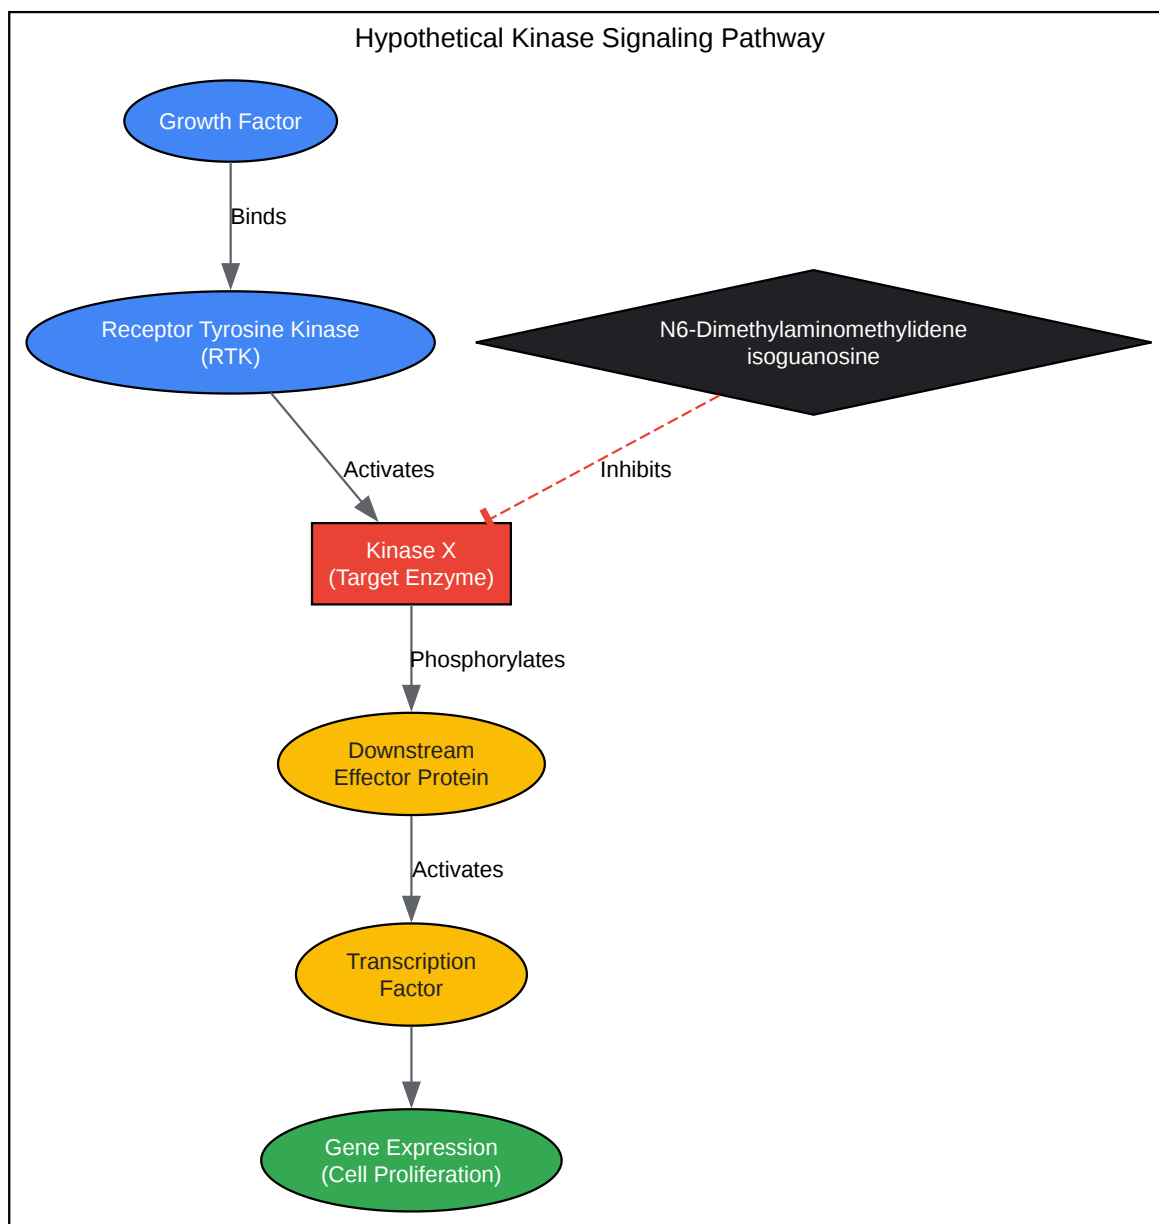 Hypothetical Kinase Signaling Pathway
Growth Factor
Binds
Receptor Tyrosine Kinase
(RTK)
N6-Dimethylaminomethylidene
isoguanosine
Activates
Inhibits
Kinase X
(Target Enzyme)
Phosphorylates
Downstream
Effector Protein
Activates
Transcription
Factor
Gene Expression
(Cell Proliferation)